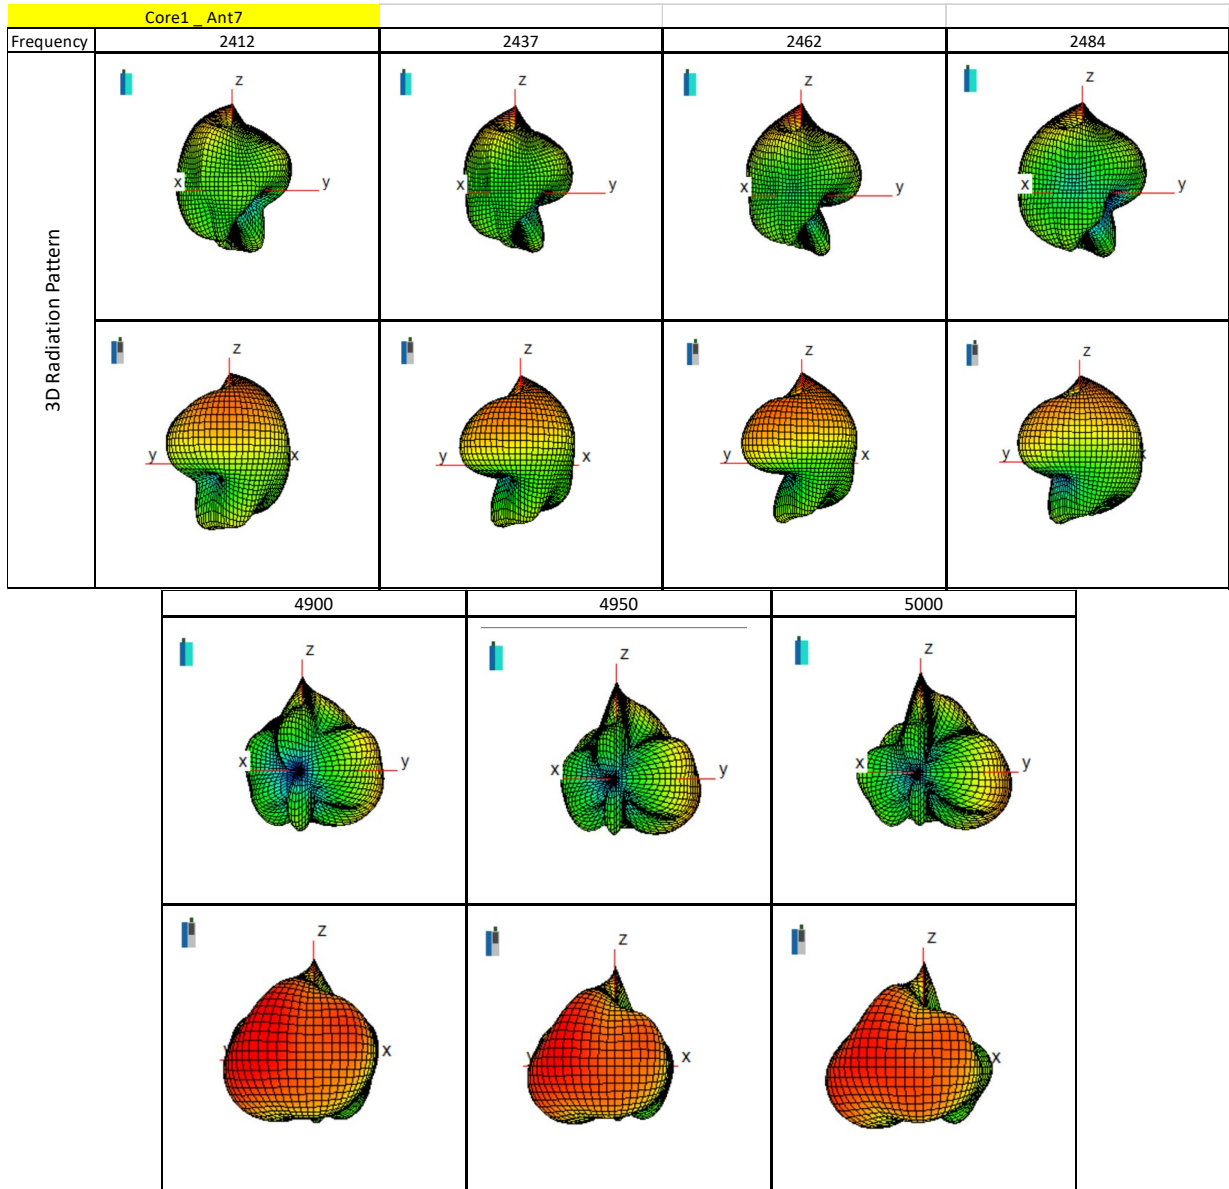 Core1 _ Ant7
Frequency 2412 2437 2462 2484
3D Radiation Pattern
z z z z
x y x y x y x y
z z z z
y x y x y x y
4900 4950 5000
z z z
x y x y x y
z z z
x x x